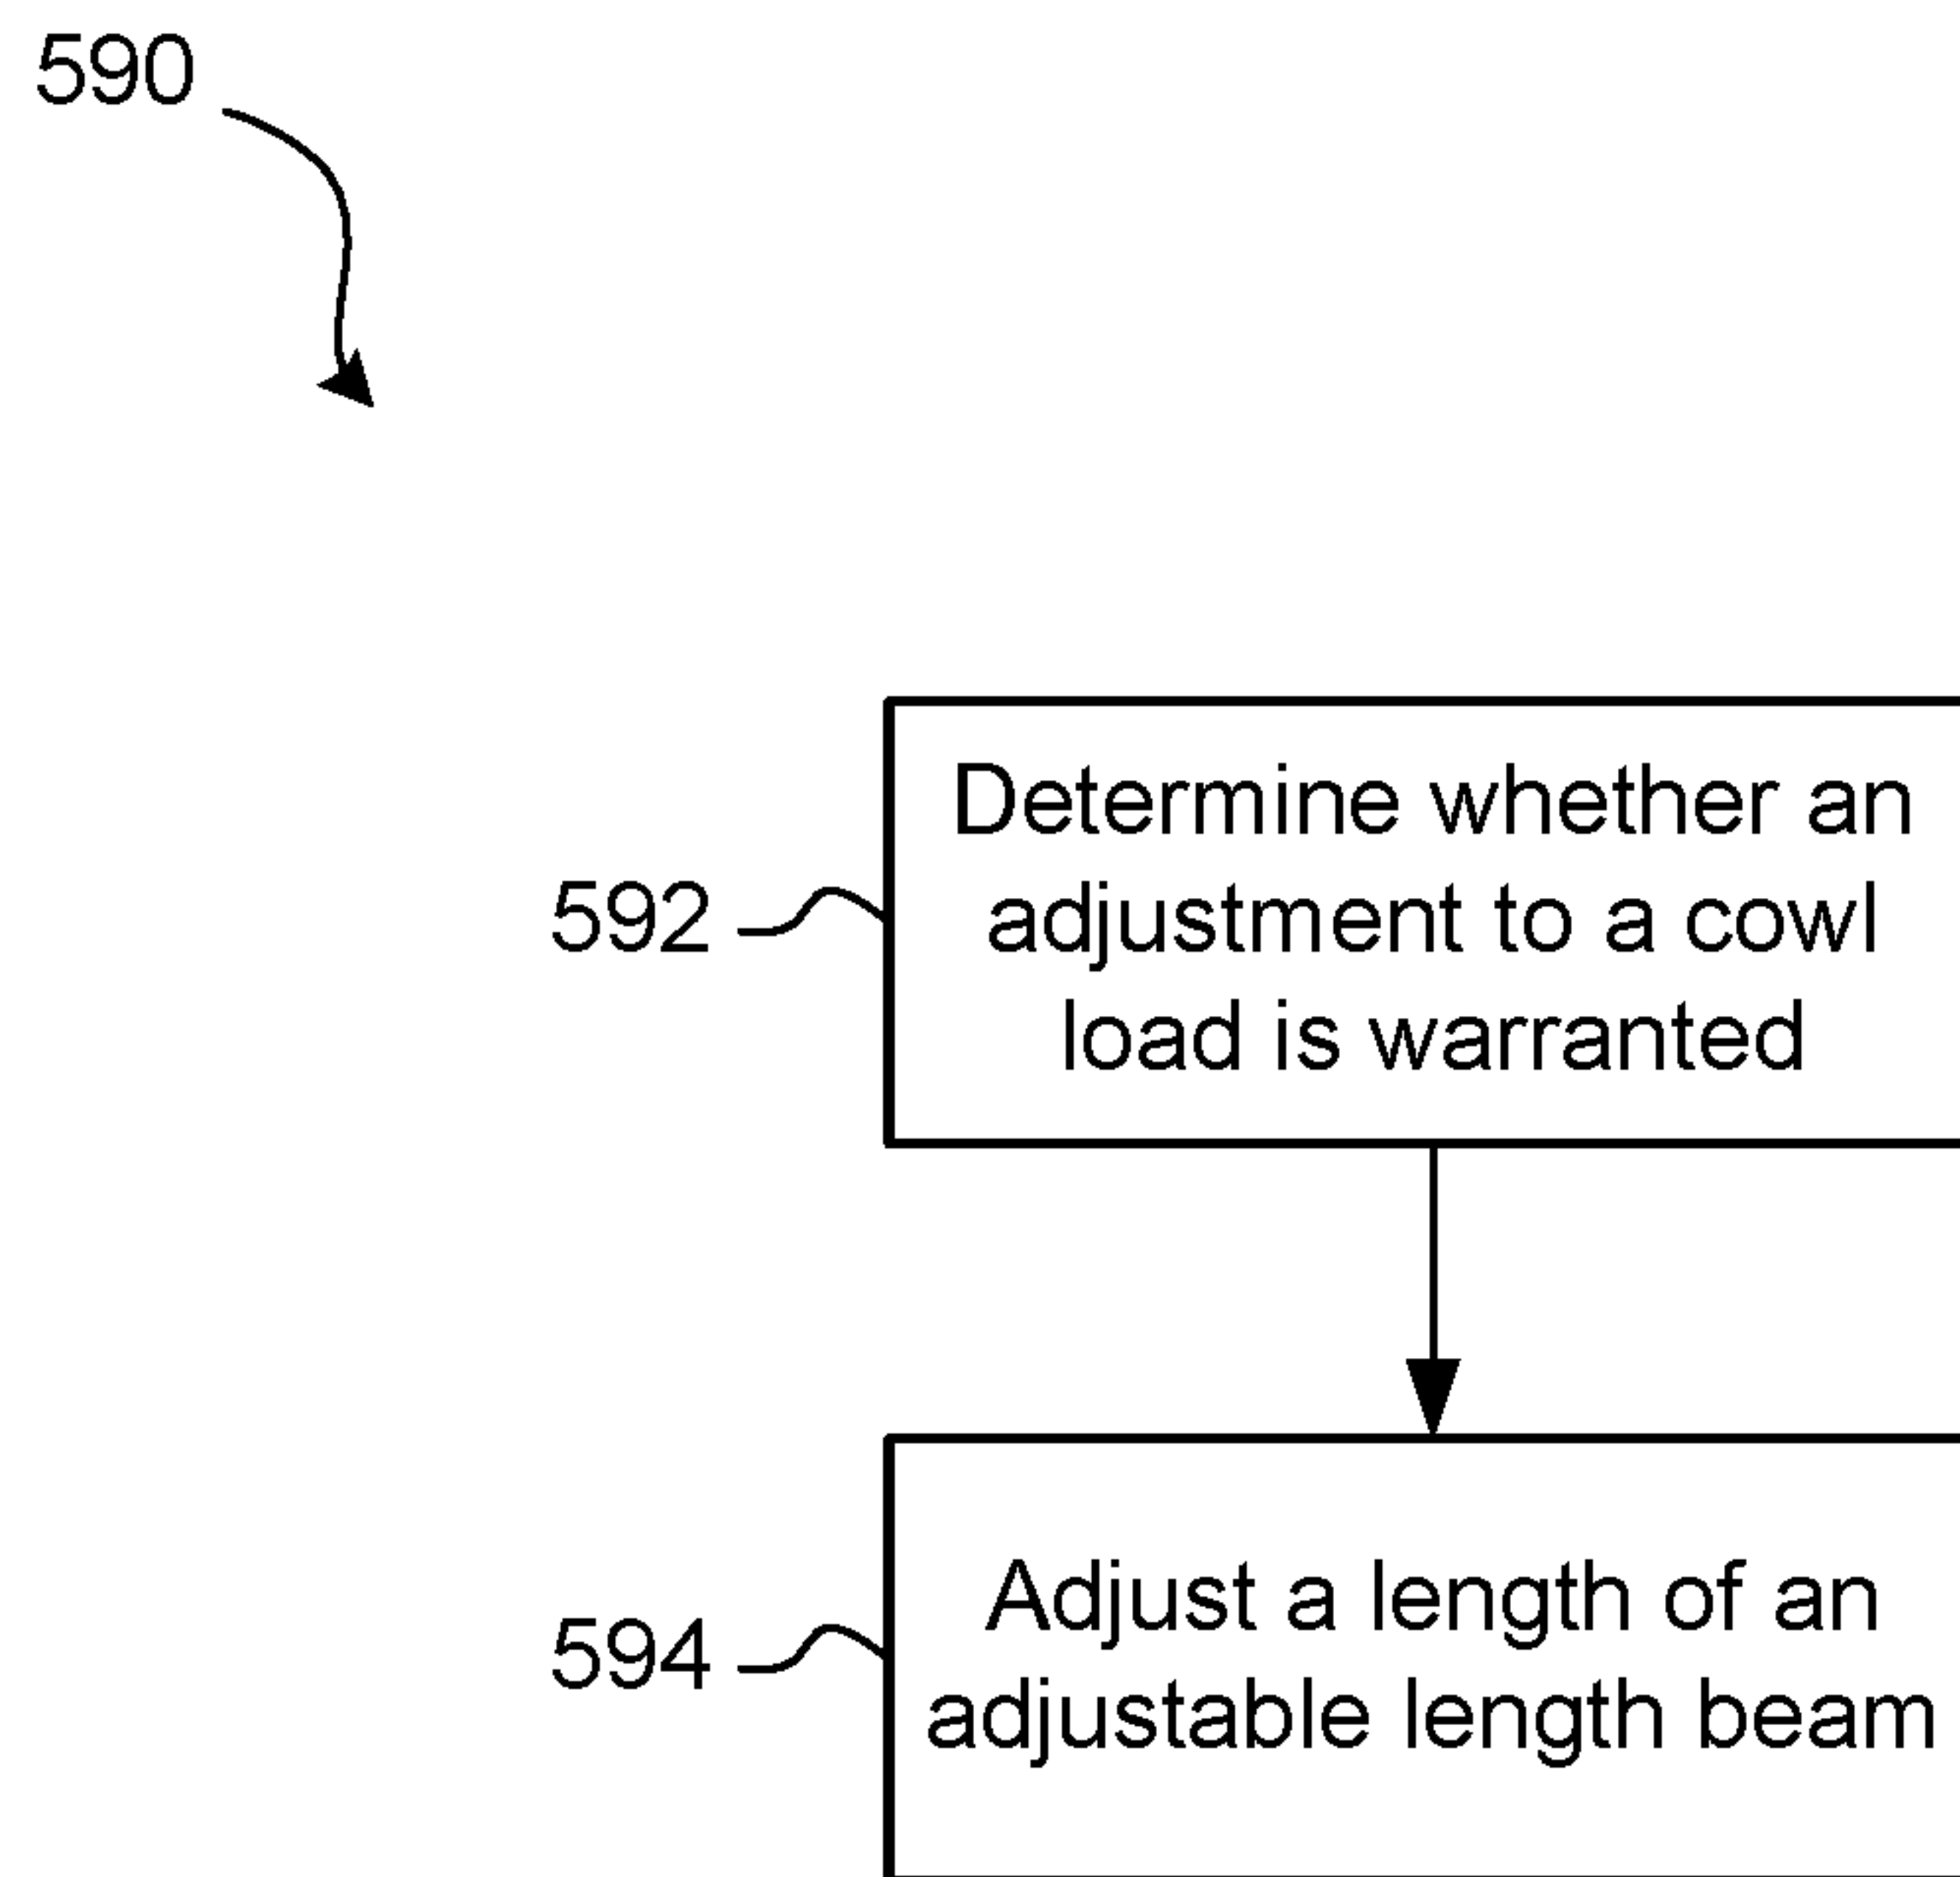 590
Determine whether an
adjustment to a cowl
load is warranted
592
Adjust a length of an
adjustable length beam
594